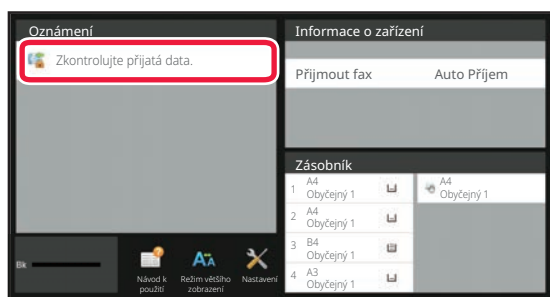 Oznámení
Zkontrolujte přijatá data.
Informace o zařízení
Přijmout fax Auto Příjem
Zásobník
1 A4
Obyčejný 1
A4
Obyčejný 1
2 A4
Obyčejný 1
3 B4
Obyčejný 1
4 A3
Obyčejný 1
Bk
Návod k
použití
Režim většího
zobrazení
Nastavení